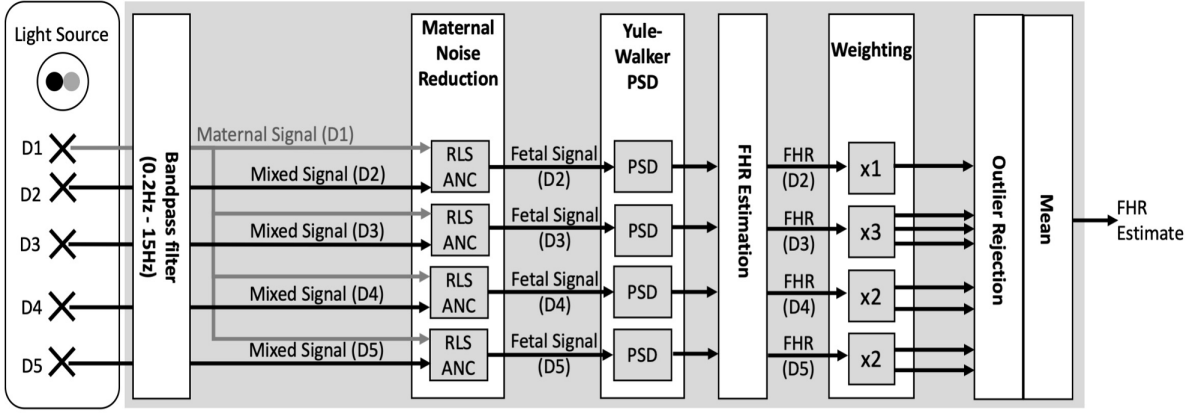 Light Source
D1
D2
D3
D4
D5
Bandpass filter
(0.2Hz - 15Hz)
Maternal Signal (D1)
Mixed Signal (D2)
Mixed Signal (D3)
Mixed Signal (D4)
Mixed Signal (D5)
Maternal
Noise
Reduction
RLS
ANC
RLS
ANC
RLS
ANC
RLS
ANC
Fetal Signal
(D2)
Fetal Signal
(D3)
Fetal Signal
(D4)
Fetal Signal
(D5)
Yule-
Walker
PSD
PSD
PSD
PSD
PSD
FHR Estimation
FHR
(D2)
FHR
(D3)
FHR
(D4)
FHR
(D5)
Weighting
x1
x3
x2
x2
Outlier Rejection
Mean
FHR
Estimate